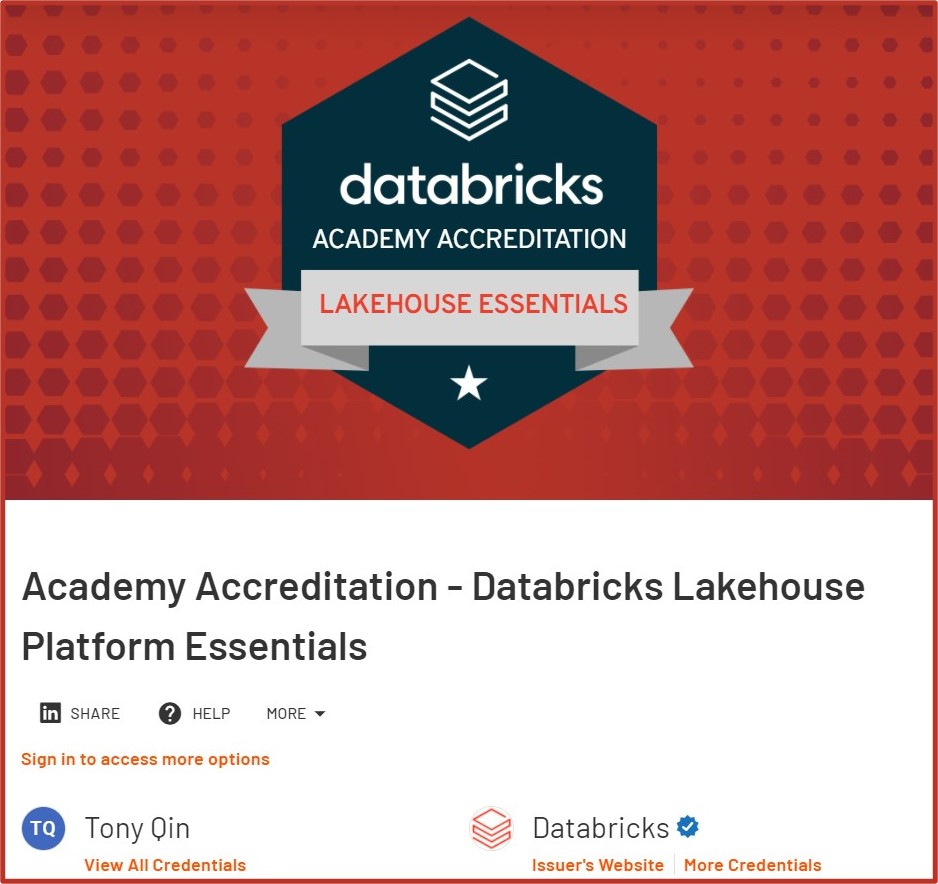 databricks
ACADEMY ACCREDITATION
LAKEHOUSE ESSENTIALS
Academy Accreditation - Databricks Lakehouse
Platform Essentials
in SHARE ? HELP MORE
Sign in to access more options
TQ Tony Qin
View All Credentials
Databricks
Issuer's Website More Credentials